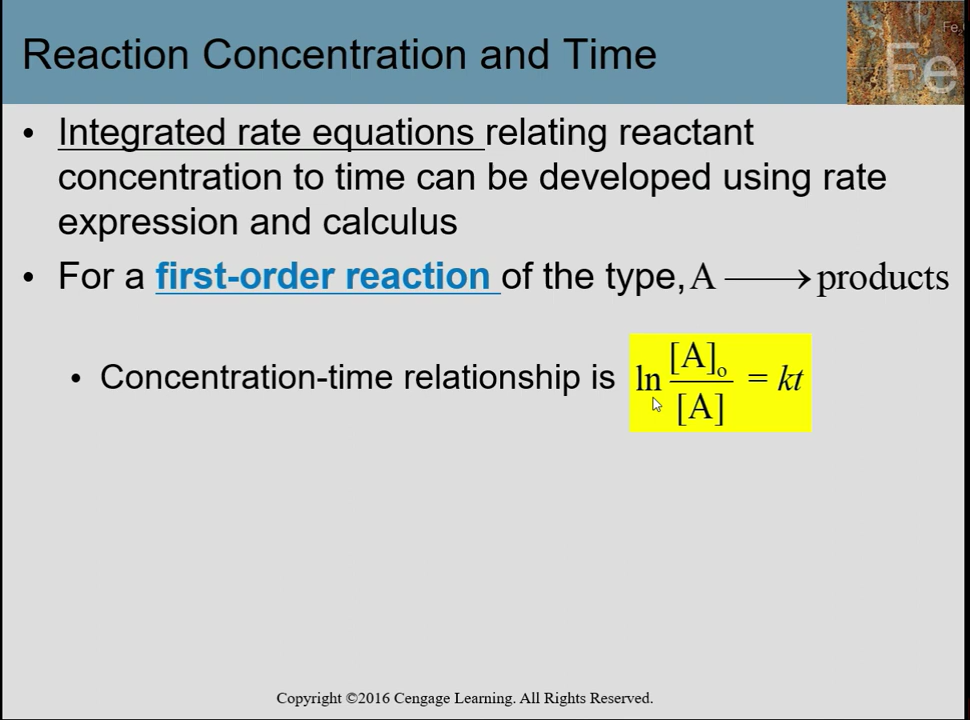 Reaction Concentration and Time
Fe
Fe
• Integrated rate equations relating reactant
concentration to time can be developed using rate
expression and calculus
• For a first-order reaction of the type, A ⟶ products
• Concentration-time relationship is ln [A]ₒ / [A] = kt
Copyright ©2016 Cengage Learning. All Rights Reserved.